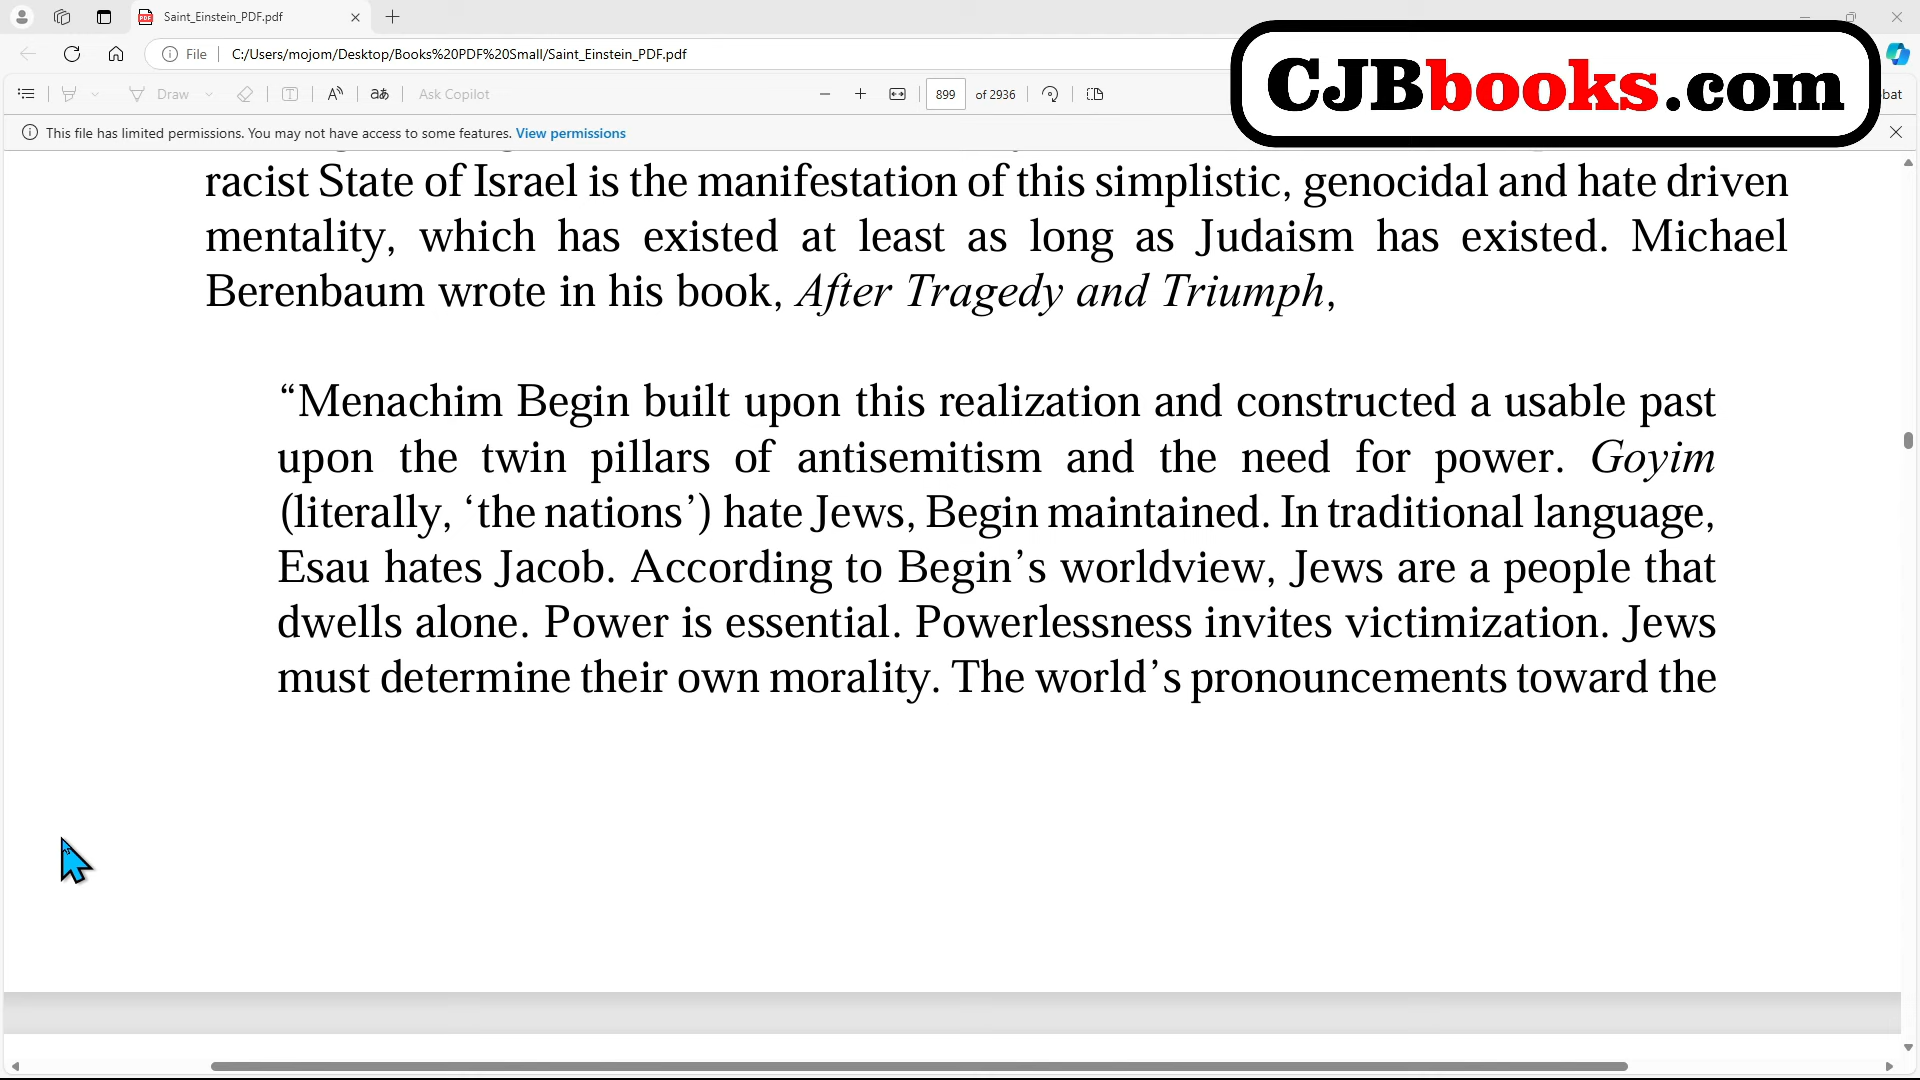 Saint_Einstein_PDF.pdf
File
C:/Users/mojom/Desktop/Books%20PDF%20Small/Saint_Einstein_PDF.pdf
CJBbooks.com
Draw
Ask Copilot
899 of 2936
bat
This file has limited permissions. You may not have access to some features. View permissions
racist State of Israel is the manifestation of this simplistic, genocidal and hate driven
mentality, which has existed at least as long as Judaism has existed. Michael
Berenbaum wrote in his book, After Tragedy and Triumph,
“Menachim Begin built upon this realization and constructed a usable past
upon the twin pillars of antisemitism and the need for power. Goyim
(literally, ‘the nations’) hate Jews, Begin maintained. In traditional language,
Esau hates Jacob. According to Begin’s worldview, Jews are a people that
dwells alone. Power is essential. Powerlessness invites victimization. Jews
must determine their own morality. The world’s pronouncements toward the